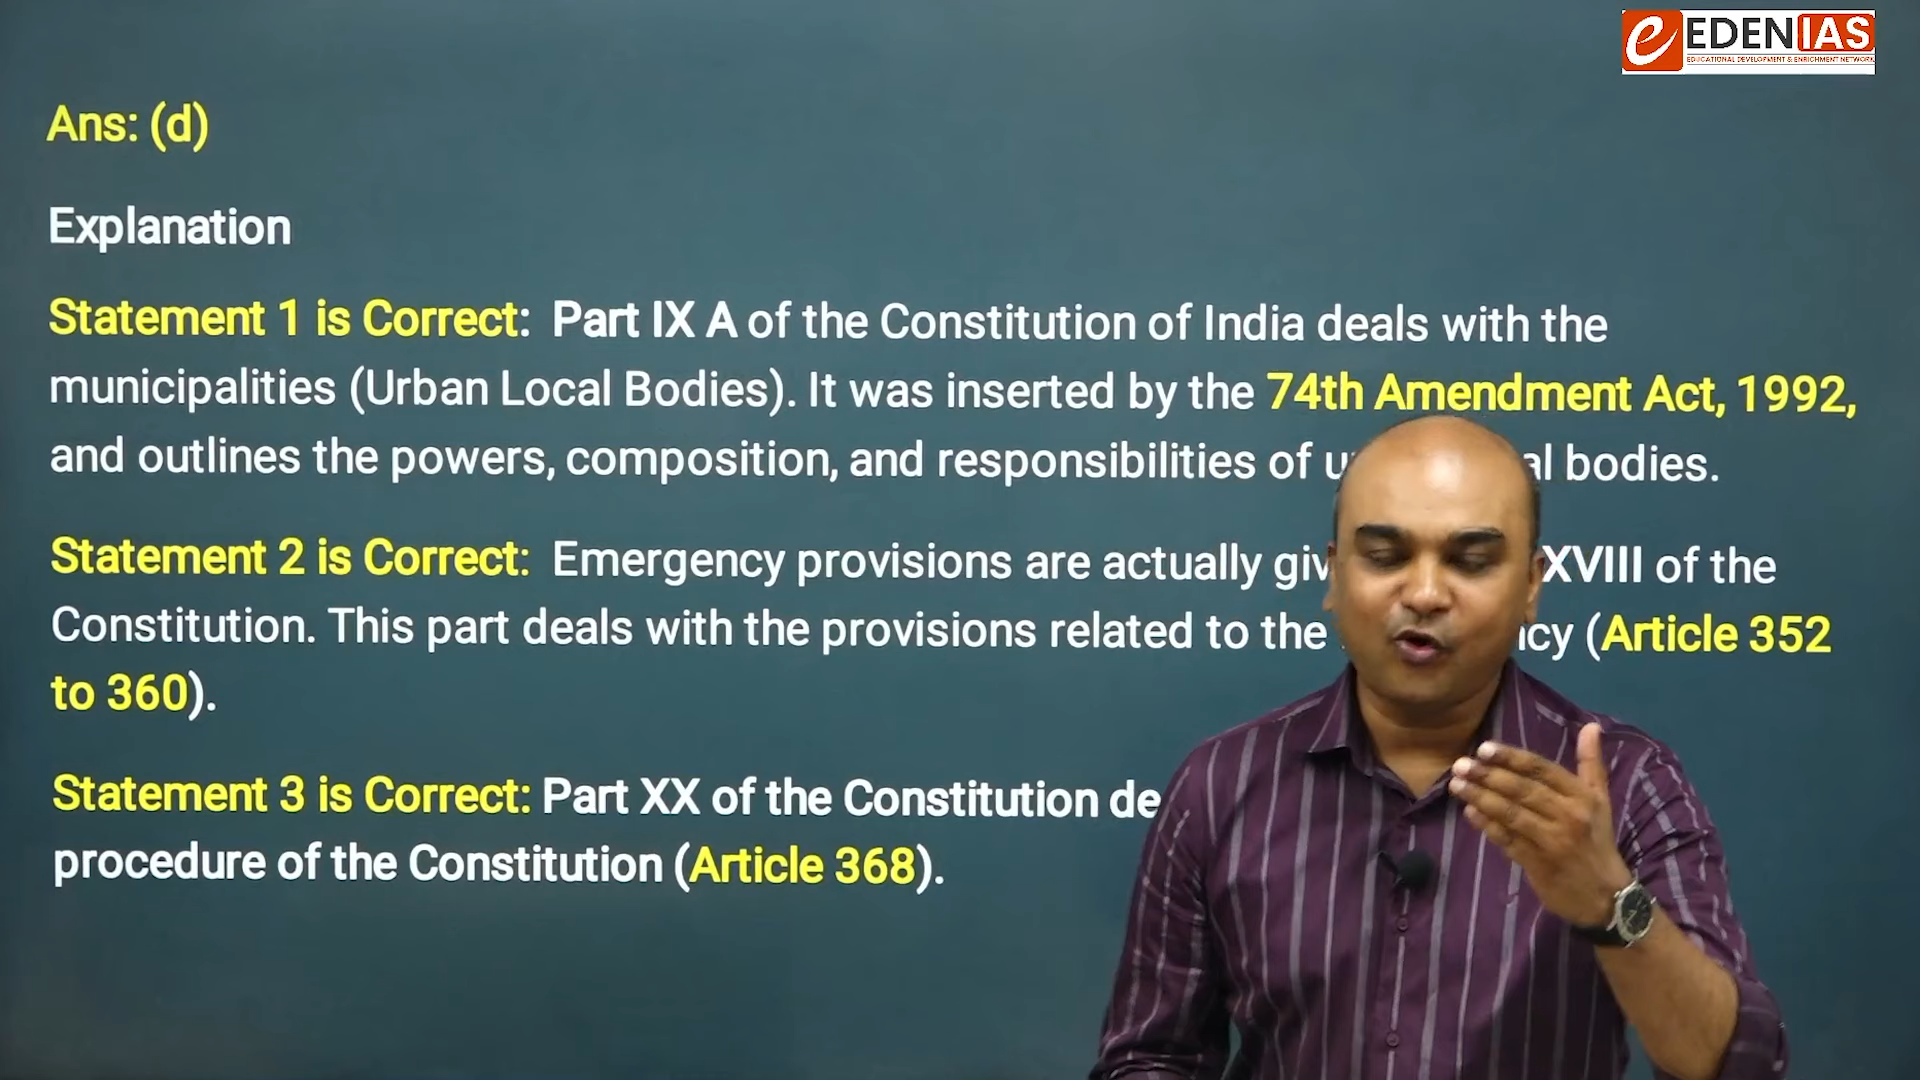 e EDENIAS
EDUCATIONAL DEVELOPMENT & ENRICHMENT NETWORK
Ans: (d)
Explanation
Statement 1 is Correct: Part IX A of the Constitution of India deals with the
municipalities (Urban Local Bodies). It was inserted by the 74th Amendment Act, 1992,
and outlines the powers, composition, and responsibilities of bodies.
Statement 2 is Correct: Emergency provisions are actually XVIII of the
Constitution. This part deals with the provisions related to the (Article 352
to 360).
Statement 3 is Correct: Part XX of the Constitution
procedure of the Constitution (Article 368).